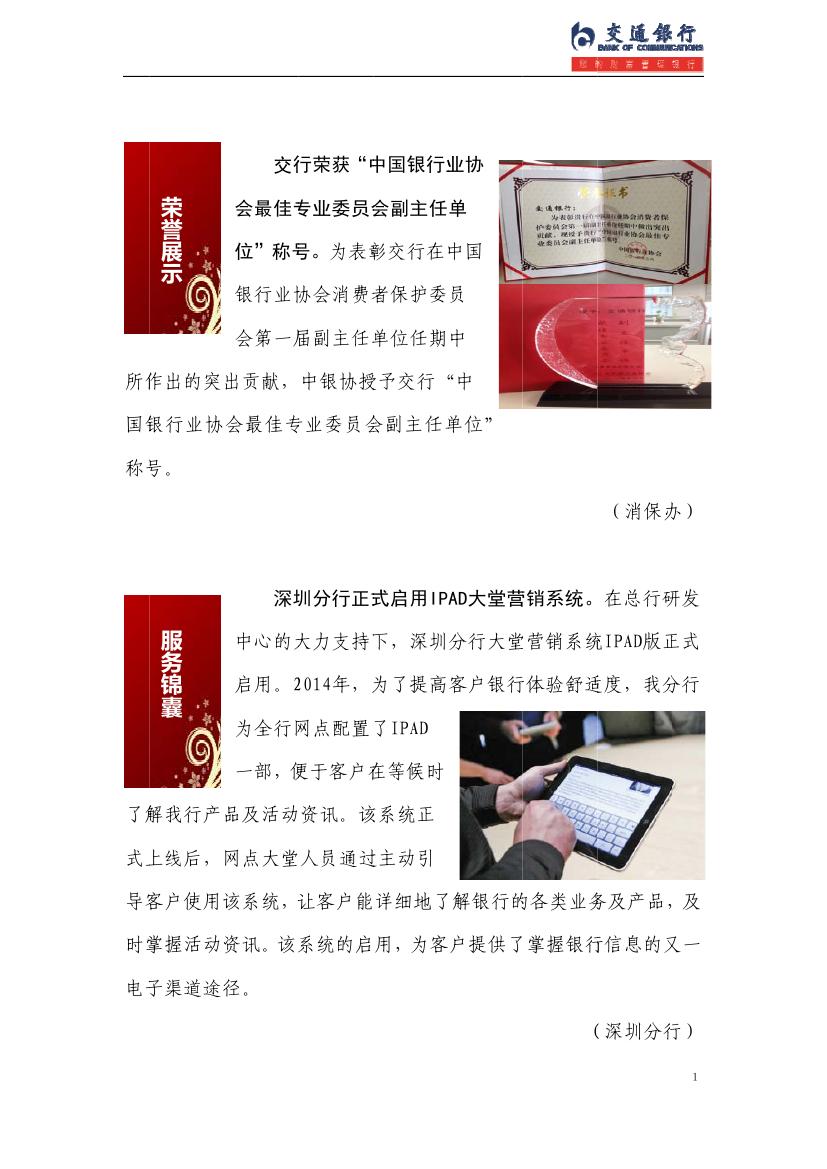 交通银行
BANK OF COMMUNICATIONS
您的财富管理银行
荣誉展示
交行荣获“中国银行业协
会最佳专业委员会副主任单
位”称号。为表彰交行在中国
银行业协会消费者保护委员
会第一届副主任单位任期中
所作出的突出贡献，中银协授予交行“中
国银行业协会最佳专业委员会副主任单位”
称号。
荣誉证书
交通银行：
为表彰贵行在中国银行业协会消费者保
护委员会第一届副主任任期中做出突出
贡献，现授予贵行
业委员会副主任单位
中国银行业协会
（消保办）
服务锦囊
深圳分行正式启用IPAD大堂营销系统。在总行研发
中心的大力支持下，深圳分行大堂营销系统IPAD版正式
启用。2014年，为了提高客户银行体验舒适度，我分行
为全行网点配置了IPAD
一部，便于客户在等候时
了解我行产品及活动资讯。该系统正
式上线后，网点大堂人员通过主动引
导客户使用该系统，让客户能详细地了解银行的各类业务及产品，及
时掌握活动资讯。该系统的启用，为客户提供了掌握银行信息的又一
电子渠道途径。
（深圳分行）
1